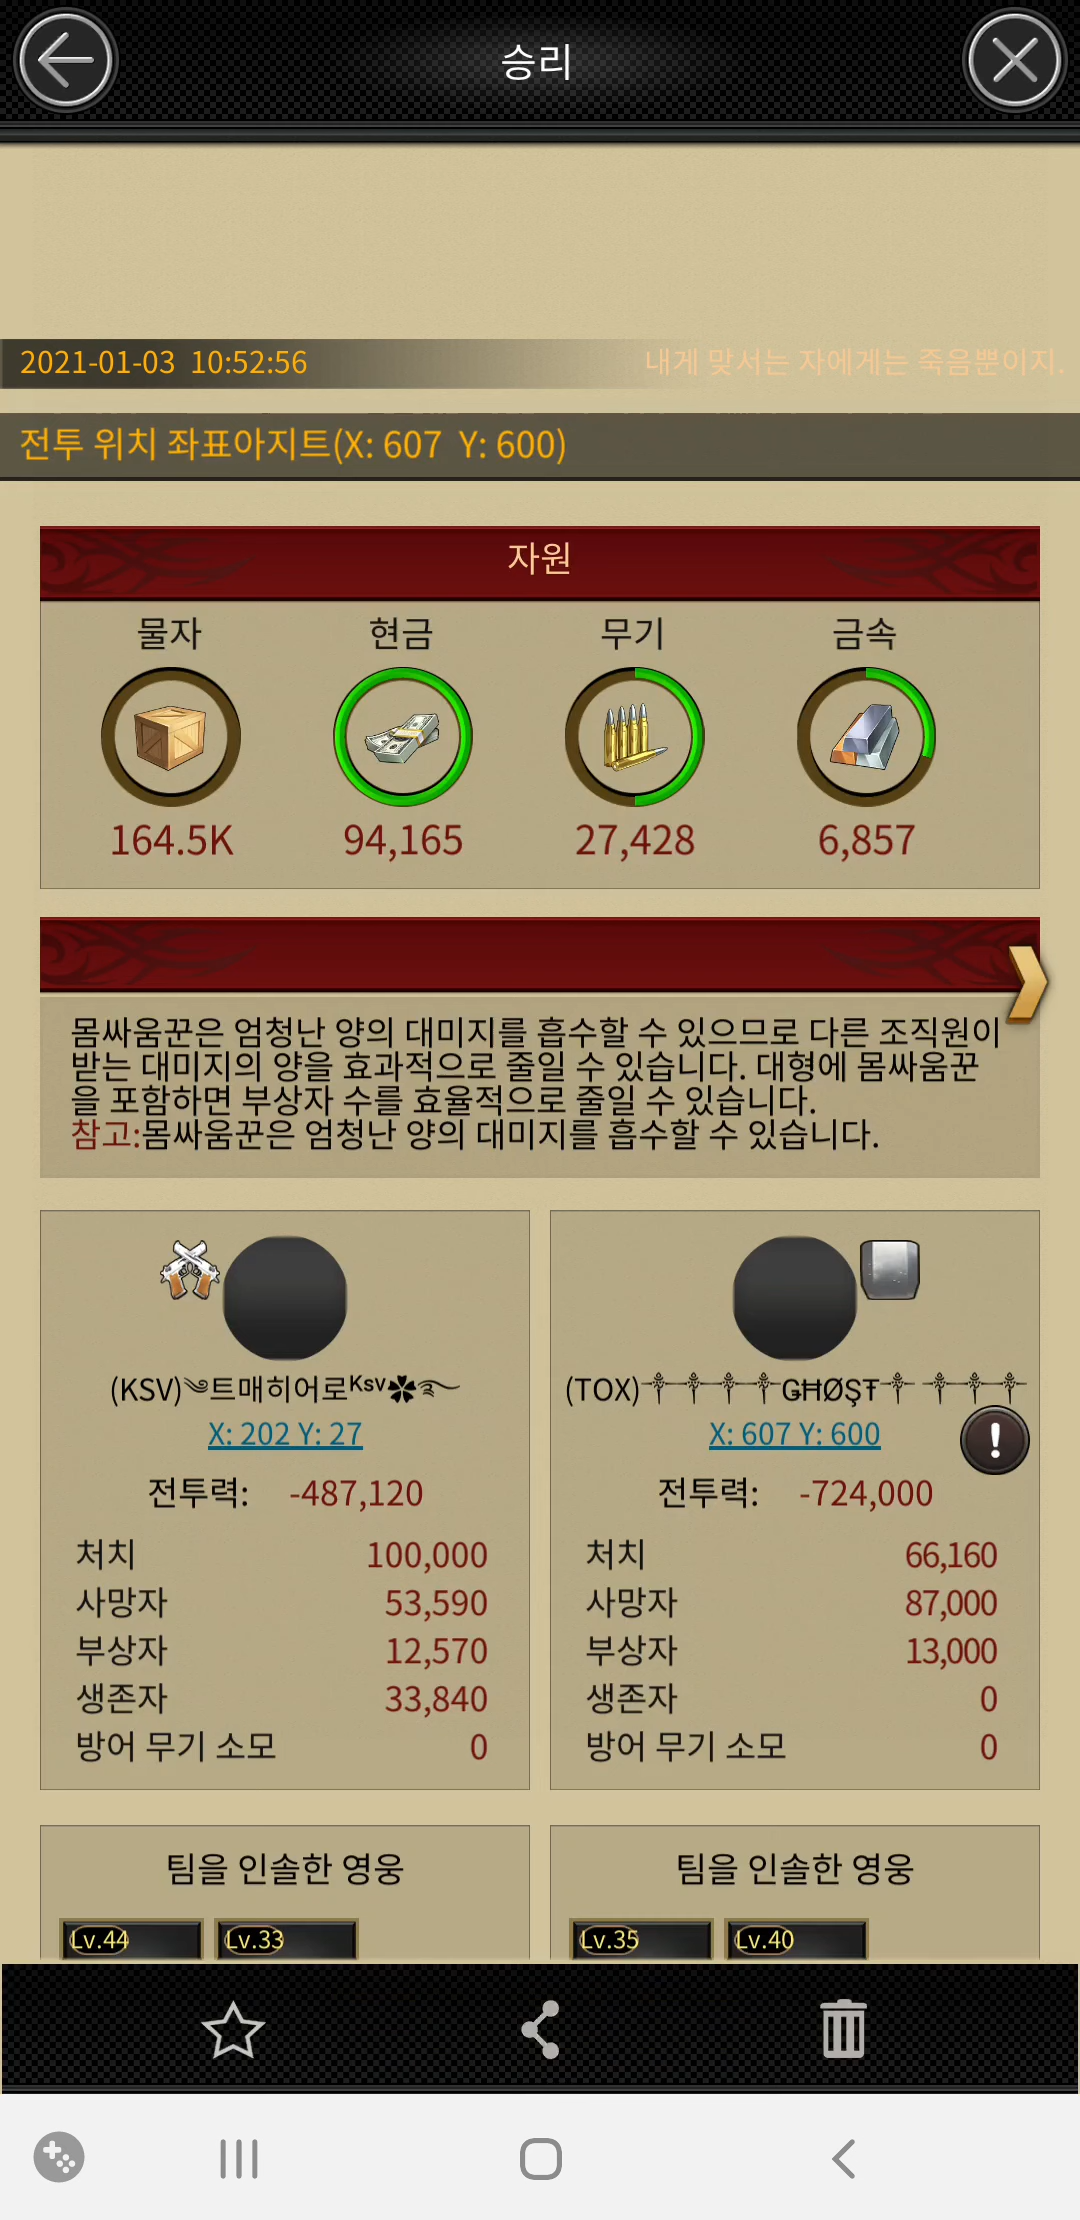 승리
2021-01-03 10:52:56
내게 맞서는 자에게는 죽음뿐이지.
전투 위치 좌표아지트(X: 607 Y: 600)
자원
물자 현금 무기 금속
164.5K 94,165 27,428 6,857
몸싸움꾼은 엄청난 양의 대미지를 흡수할 수 있으므로 다른 조직원이
받는 대미지의 양을 효과적으로 줄일 수 있습니다. 대형에 몸싸움꾼
을 포함하면 부상자 수를 효율적으로 줄일 수 있습니다.
참고:몸싸움꾼은 엄청난 양의 대미지를 흡수할 수 있습니다.
(KSV)༄트매히어로ᴷˢⱽ✿࿐
X: 202 Y: 27
전투력: -487,120
처치 100,000
사망자 53,590
부상자 12,570
생존자 33,840
방어 무기 소모 0
(TOX)༒༒༒༒ǤĦØŞŦ༒ ༒༒༒
X: 607 Y: 600
전투력: -724,000
처치 66,160
사망자 87,000
부상자 13,000
생존자 0
방어 무기 소모 0
팀을 인솔한 영웅
Lv.44 Lv.33
팀을 인솔한 영웅
Lv.35 Lv.40